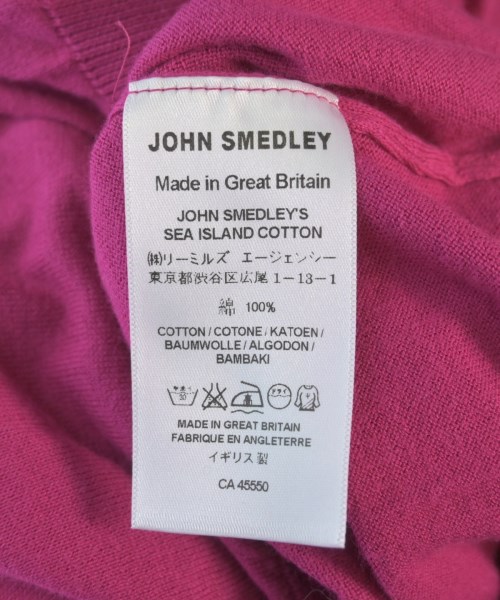 JOHN SMEDLEY
Made in Great Britain
JOHN SMEDLEY'S
SEA ISLAND COTTON
㈱リーミルズ エージェンシー
東京都渋谷区広尾1-13-1
綿 100%
COTTON / COTONE / KATOEN /
BAUMWOLLE / ALGODON /
BAMBAKI
MADE IN GREAT BRITAIN
FABRIQUE EN ANGLETERRE
イギリス製
CA 45550